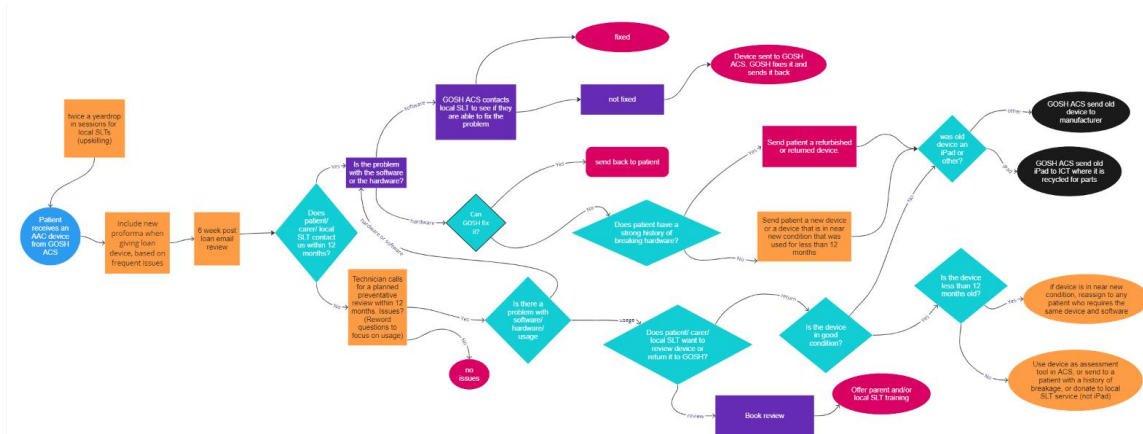 twice a yeardrop
in sessions for
local SLTs
(upskilling)
Patient
receives an
AAC device
from GOSH
ACS
Include new
proforma when
giving loan
device, based on
frequent issues
6 week post
loan email
review
Does
patient/
carer/ local
SLT contact
us within 12
months?
Yes
No
Is the problem
with the software
or the hardware?
software
hardware
hardware or software
GOSH ACS contacts
local SLT to see if they
are able to fix the
problem
fixed
not fixed
Device sent to GOSH
ACS. GOSH fixes it and
sends it back
Can
GOSH fix
it?
Yes
send back to patient
No
Does patient have a
strong history of
breaking hardware?
Yes
Send patient a refurbished
or returned device.
No
Send patient a new device
or a device that is in near
new condition that was
used for less than 12
months
was old
device an
iPad or
other?
other
GOSH ACS send old
device to
manufacturer
iPad
GOSH ACS send old
iPad to ICT where it is
recycled for parts
Technician calls
for a planned
preventative
review within 12
months. Issues?
(Reword
questions to
focus on usage)
Yes
No
no
issues
Is there a
problem with
software/
hardware/
usage
usage
Does patient/ carer/
local SLT want to
review device or
return it to GOSH?
return
review
Book review
Offer parent and/or
local SLT training
Is the device
in good
condition?
No
Yes
Is the device
less than 12
months old?
Yes
if device is in near new
condition, reassign to any
patient who requires the
same device and software
No
Use device as assessment
tool in ACS, or send to a
patient with a history of
breakage, or donate to local
SLT service (not iPad)